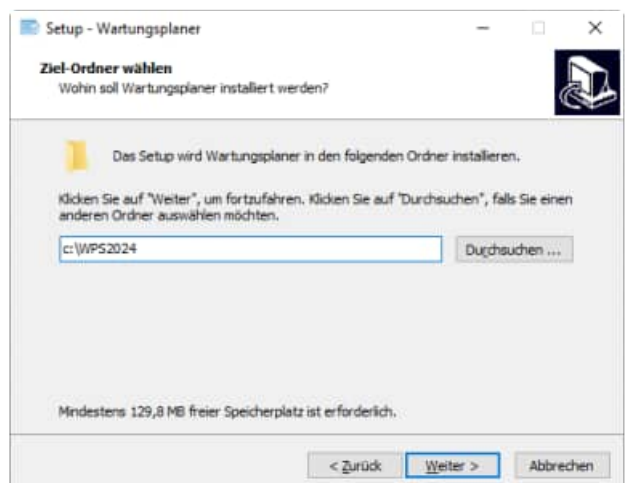 Setup - Wartungsplaner
Ziel-Ordner wählen
Wohin soll Wartungsplaner installiert werden?
Das Setup wird Wartungsplaner in den folgenden Ordner installieren.
Klicken Sie auf "Weiter", um fortzufahren. Klicken Sie auf "Durchsuchen", falls Sie einen
anderen Ordner auswählen möchten.
c:\WPS2024
Durchsuchen ...
Mindestens 129,8 MB freier Speicherplatz ist erforderlich.
< Zurück
Weiter >
Abbrechen